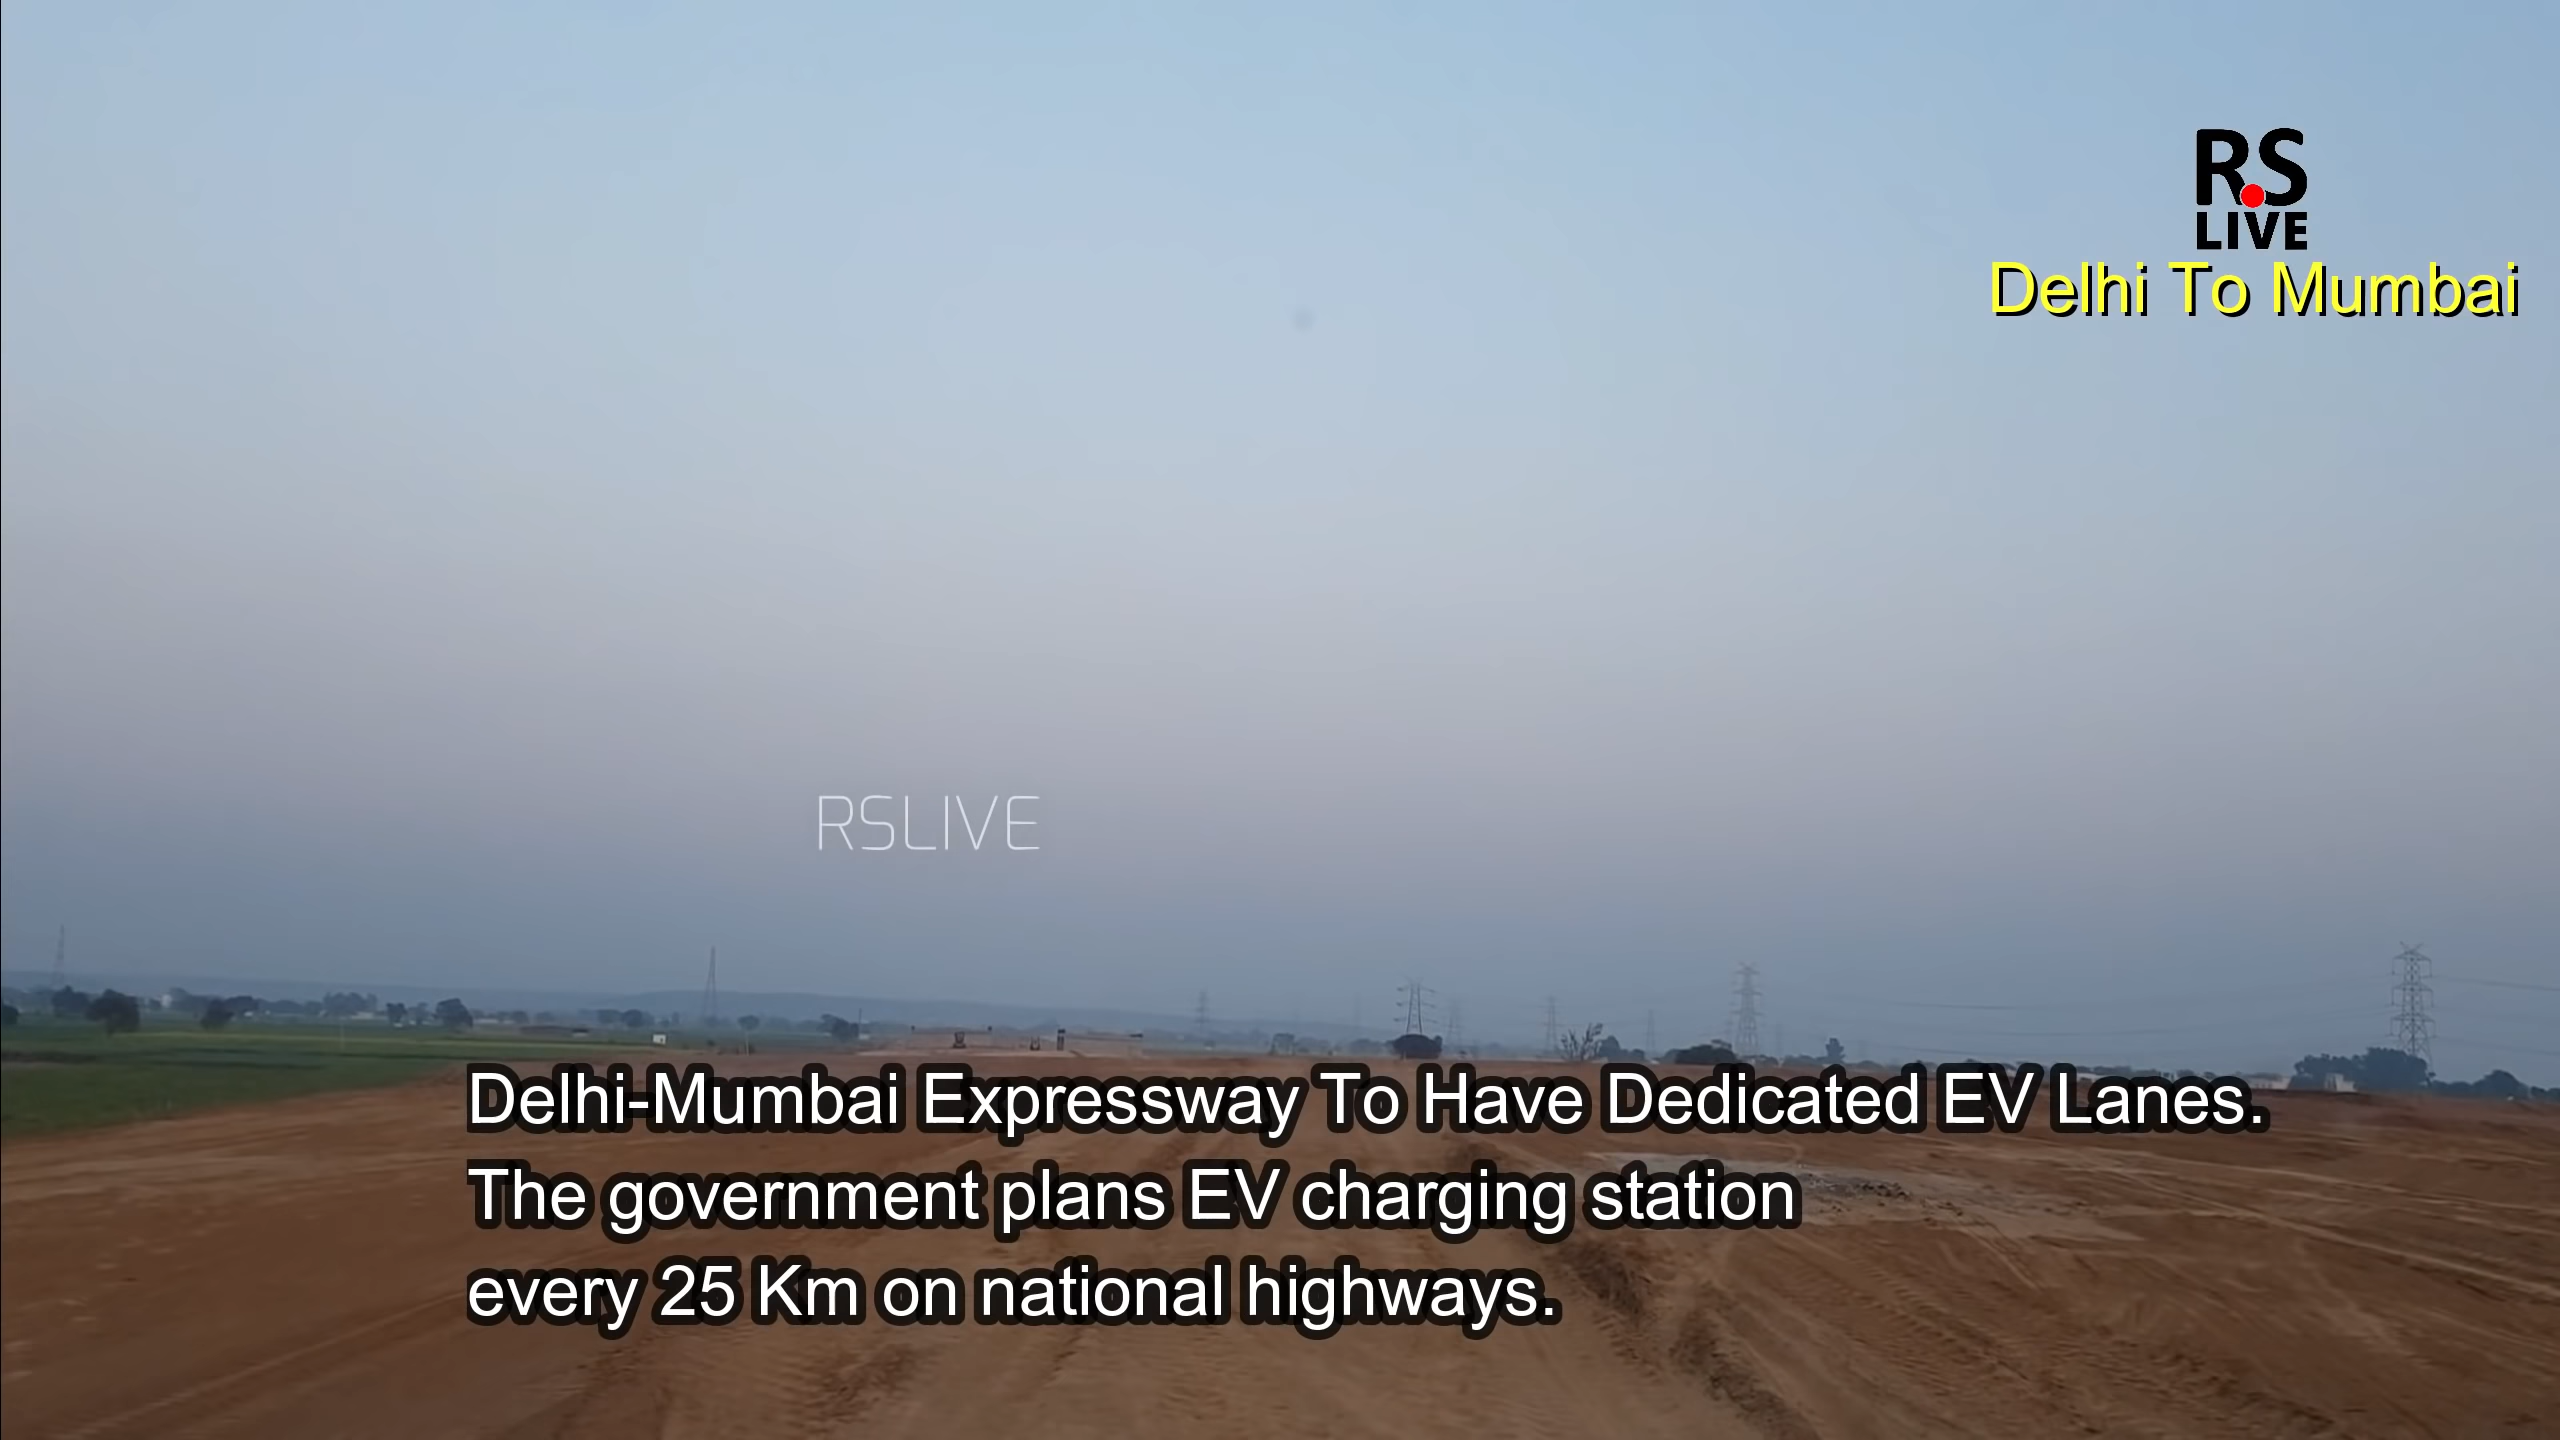 RS
LIVE
Delhi To Mumbai
RSLIVE
Delhi-Mumbai Expressway To Have Dedicated EV Lanes.
The government plans EV charging station
every 25 Km on national highways.